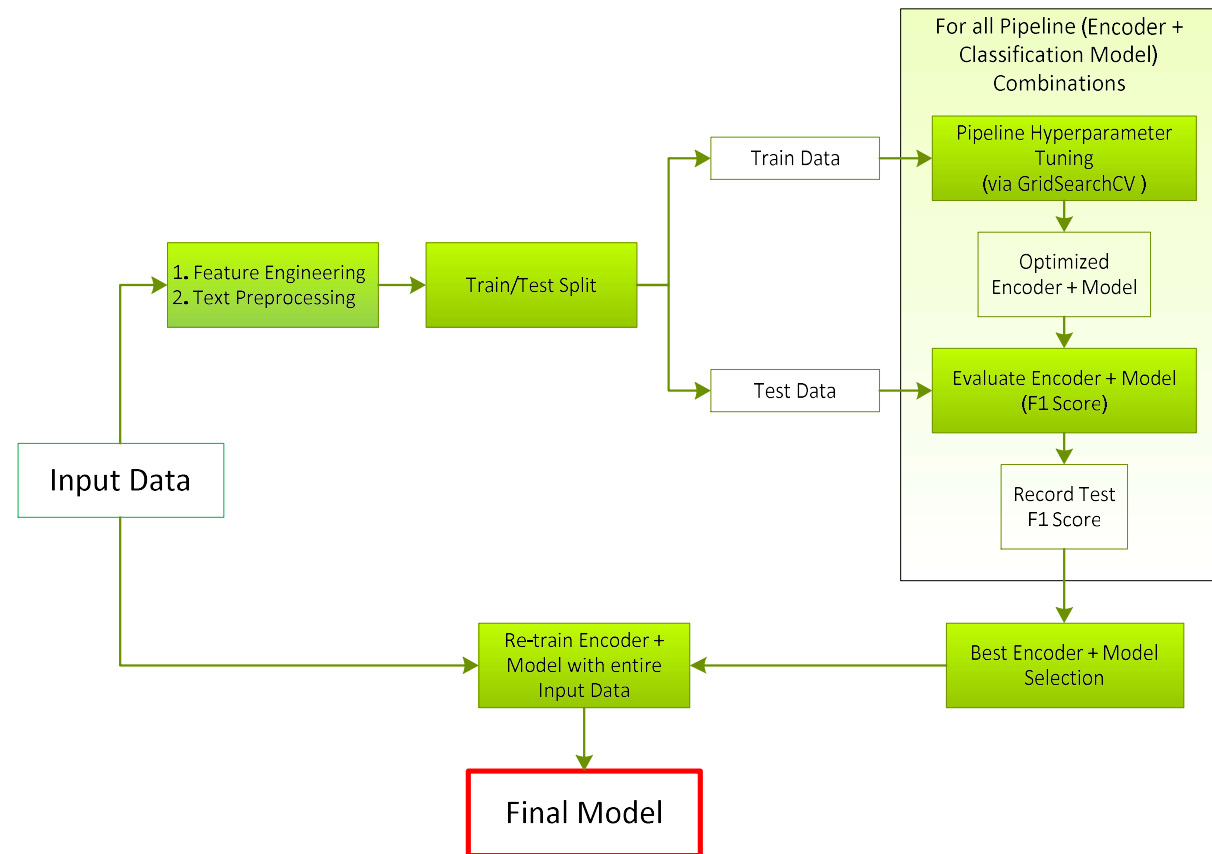 For all Pipeline (Encoder +
Classification Model)
Combinations
Train Data
Pipeline Hyperparameter
Tuning
(via GridSearchCV )
1. Feature Engineering
2. Text Preprocessing
Train/Test Split
Optimized
Encoder + Model
Test Data
Evaluate Encoder + Model
(F1 Score)
Input Data
Record Test
F1 Score
Re-train Encoder +
Model with entire
Input Data
Best Encoder + Model
Selection
Final Model